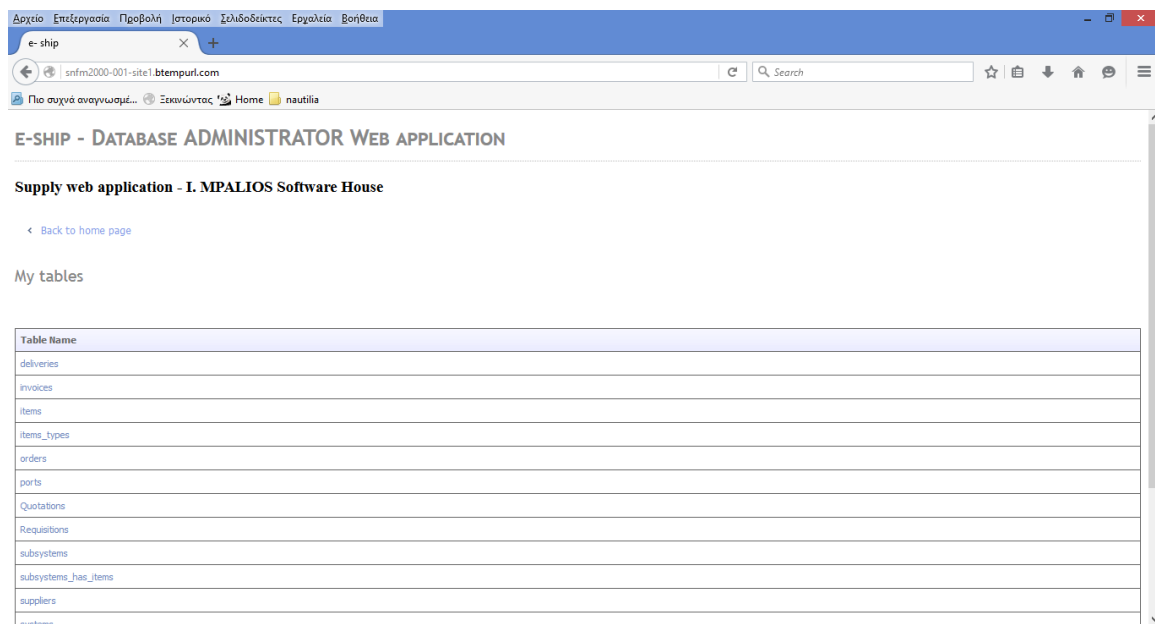 Αρχείο Επεξεργασία Προβολή Ιστορικό Σελιδοδείκτες Εργαλεία Βοήθεια
e- ship
snfm2000-001-site1.btempurl.com Search
Πιο συχνά αναγνωσμέ... Ξεκινώντας Home nautilia
E-SHIP - DATABASE ADMINISTRATOR WEB APPLICATION
Supply web application - I. MPALIOS Software House
< Back to home page
My tables
Table Name
deliveries
invoices
items
items_types
orders
ports
Quotations
Requisitions
subsystems
subsystems_has_items
suppliers